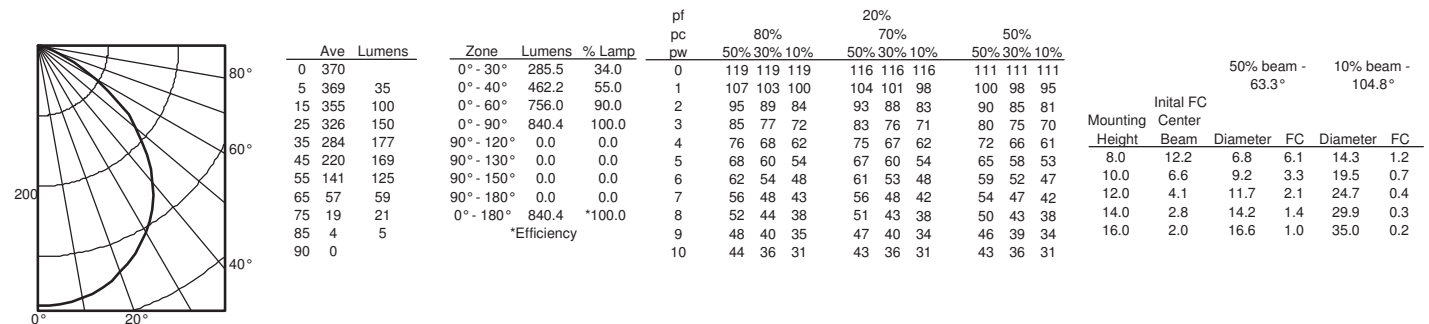 80°
60°
200
40°
0° 20°
Ave Lumens
0 370
5 369 35
15 355 100
25 326 150
35 284 177
45 220 169
55 141 125
65 57 59
75 19 21
85 4 5
90 0
Zone Lumens % Lamp
0° - 30° 285.5 34.0
0° - 40° 462.2 55.0
0° - 60° 756.0 90.0
0° - 90° 840.4 100.0
90° - 120° 0.0 0.0
90° - 130° 0.0 0.0
90° - 150° 0.0 0.0
90° - 180° 0.0 0.0
0° - 180° 840.4 *100.0
*Efficiency
pf 20%
pc 80% 70% 50%
pw 50% 30% 10% 50% 30% 10% 50% 30% 10%
0 119 119 119 116 116 116 111 111 111
1 107 103 100 104 101 98 100 98 95
2 95 89 84 93 88 83 90 85 81
3 85 77 72 83 76 71 80 75 70
4 76 68 62 75 67 62 72 66 61
5 68 60 54 67 60 54 65 58 53
6 62 54 48 61 53 48 59 52 47
7 56 48 43 56 48 42 54 47 42
8 52 44 38 51 43 38 50 43 38
9 48 40 35 47 40 34 46 39 34
10 44 36 31 43 36 31 43 36 31
50% beam - 10% beam -
63.3° 104.8°
Inital FC
Mounting Center
Height Beam Diameter FC Diameter FC
8.0 12.2 6.8 6.1 14.3 1.2
10.0 6.6 9.2 3.3 19.5 0.7
12.0 4.1 11.7 2.1 24.7 0.4
14.0 2.8 14.2 1.4 29.9 0.3
16.0 2.0 16.6 1.0 35.0 0.2